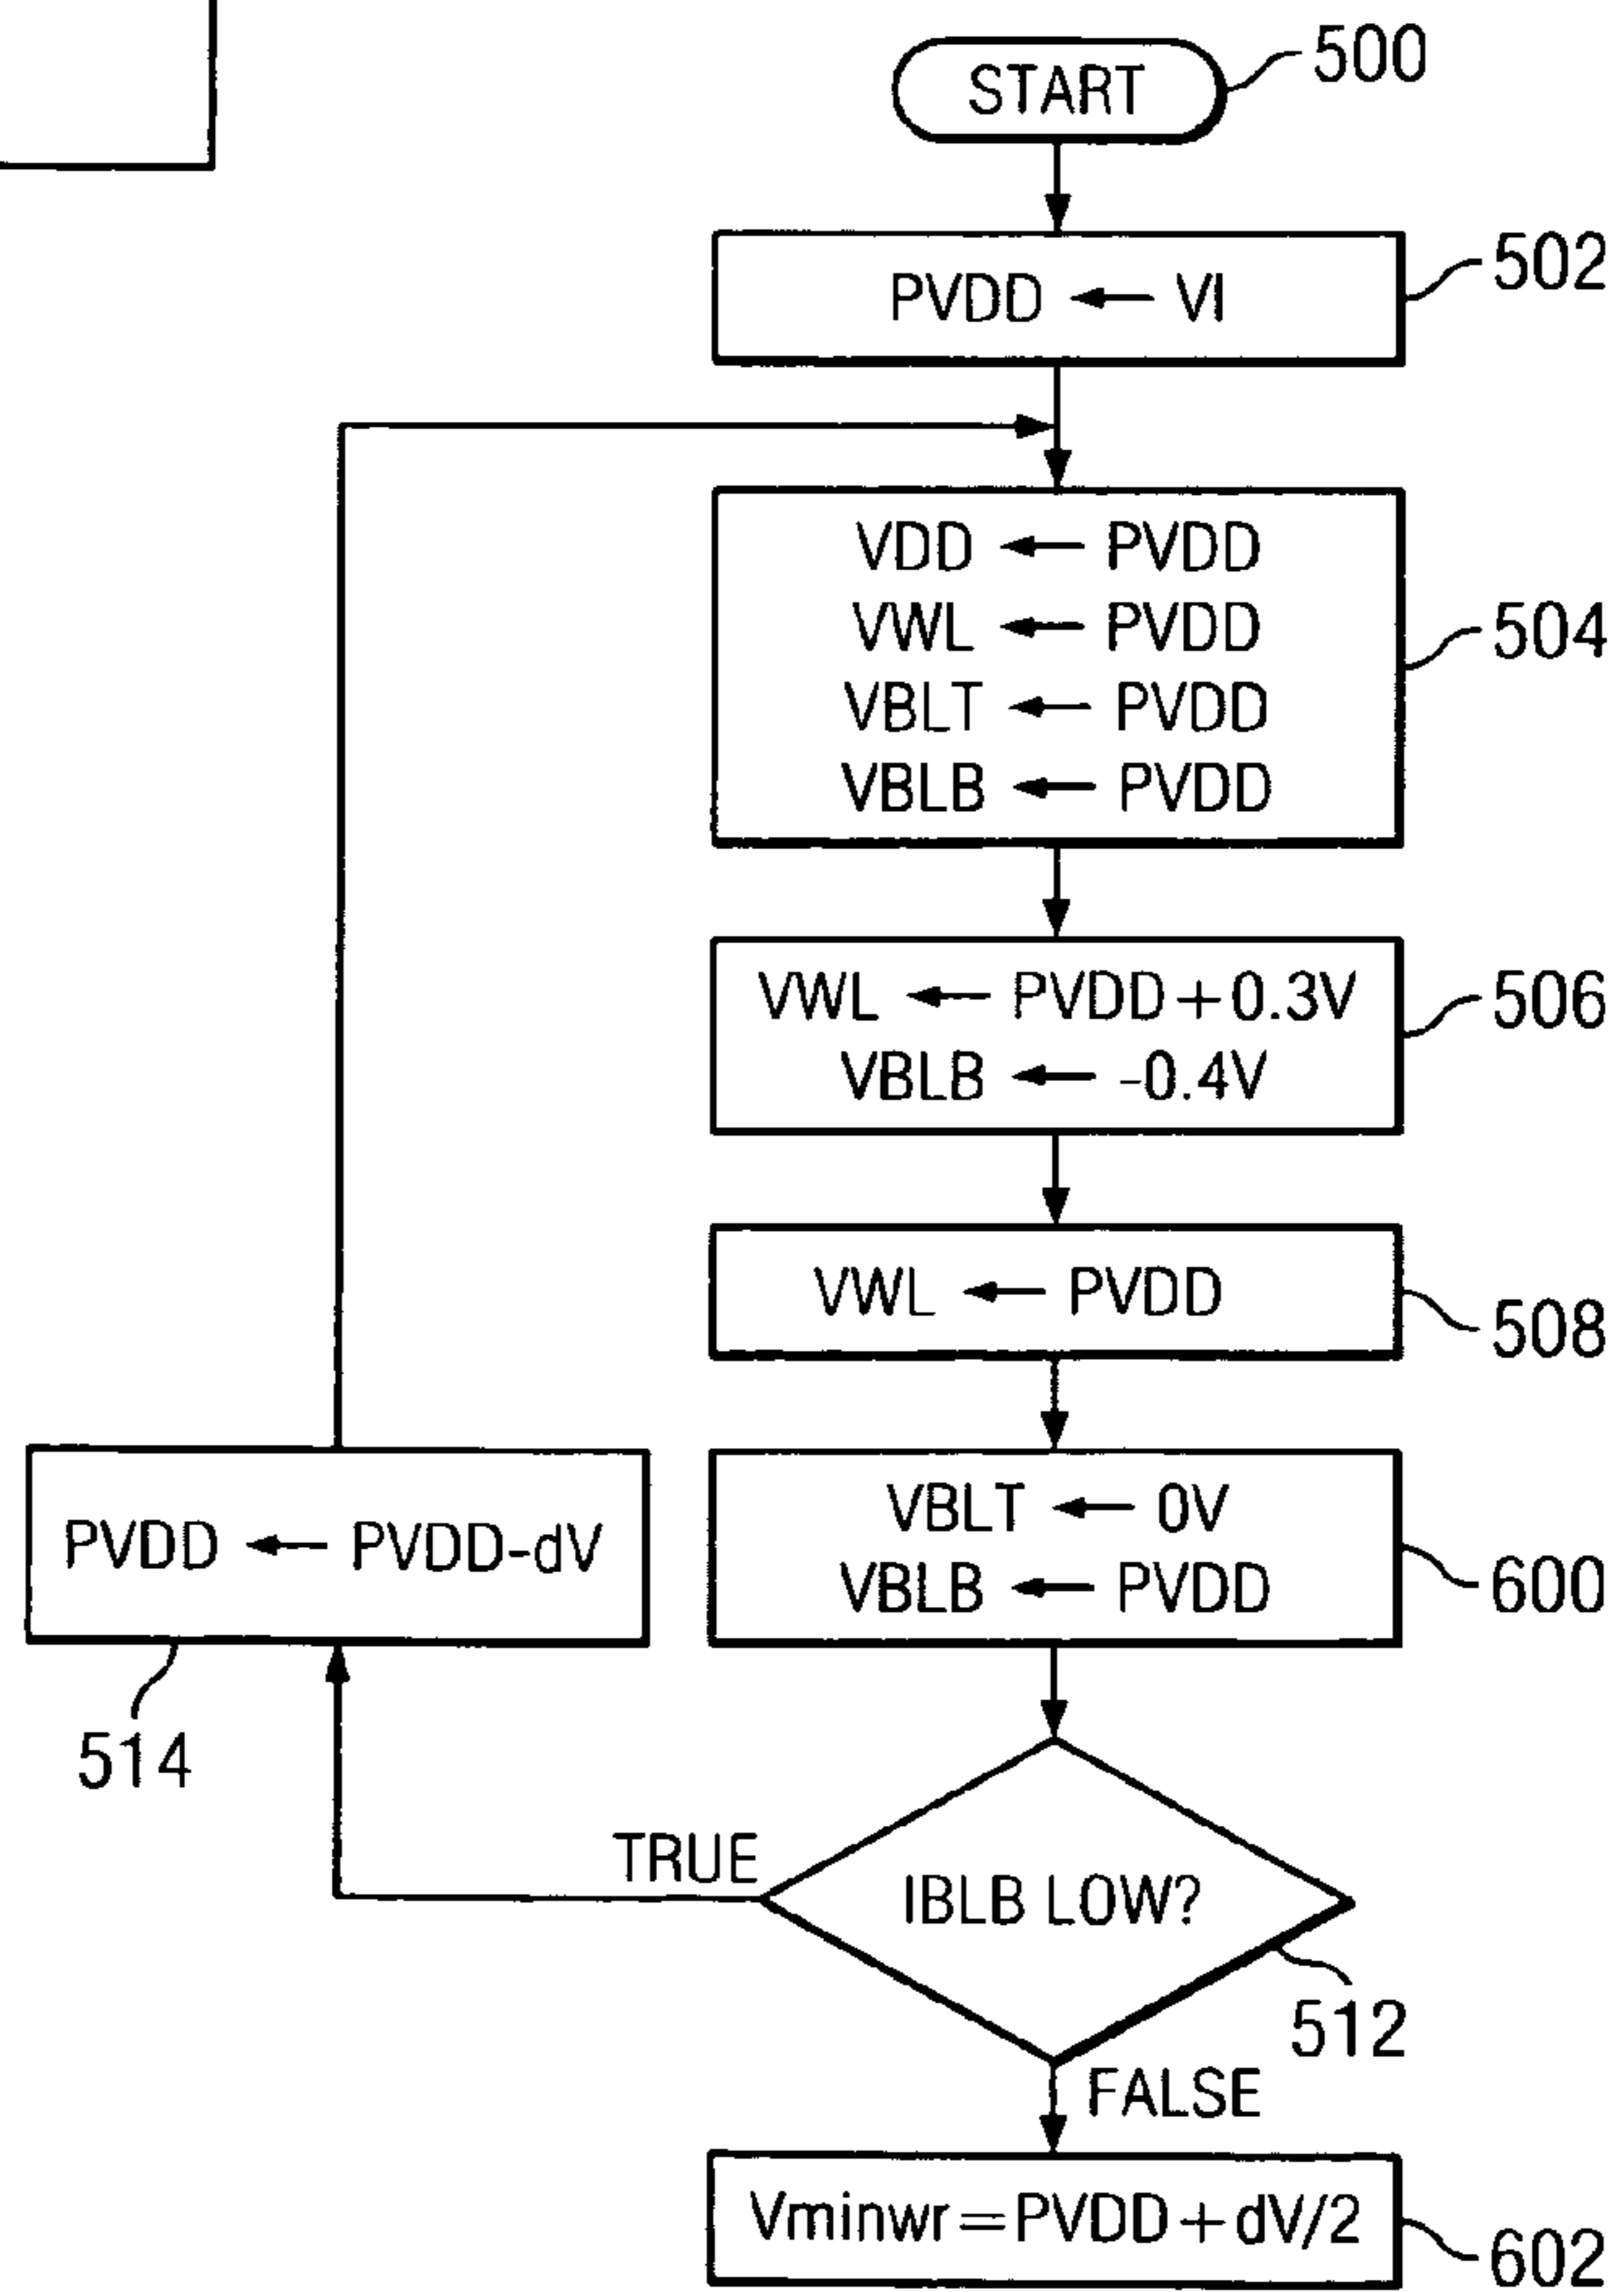 START
500
PVDD ← VI
502
VDD ← PVDD
VWL ← PVDD
VBLT ← PVDD
VBLB ← PVDD
504
VWL ← PVDD+0.3V
VBLB ← -0.4V
506
VWL ← PVDD
508
VBLT ← 0V
VBLB ← PVDD
600
PVDD ← PVDD-dV
514
TRUE
IBLB LOW?
512
FALSE
Vminwr=PVDD+dV/2
602